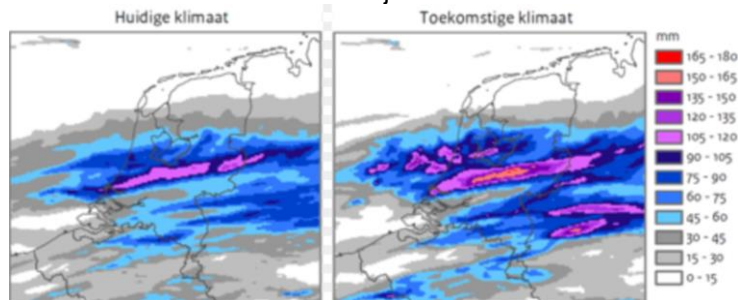 Huidige klimaat
Toekomstige klimaat
mm
165 - 180
150 - 165
135 - 150
120 - 135
105 - 120
90 - 105
75 - 90
60 - 75
45 - 60
30 - 45
15 - 30
0 - 15